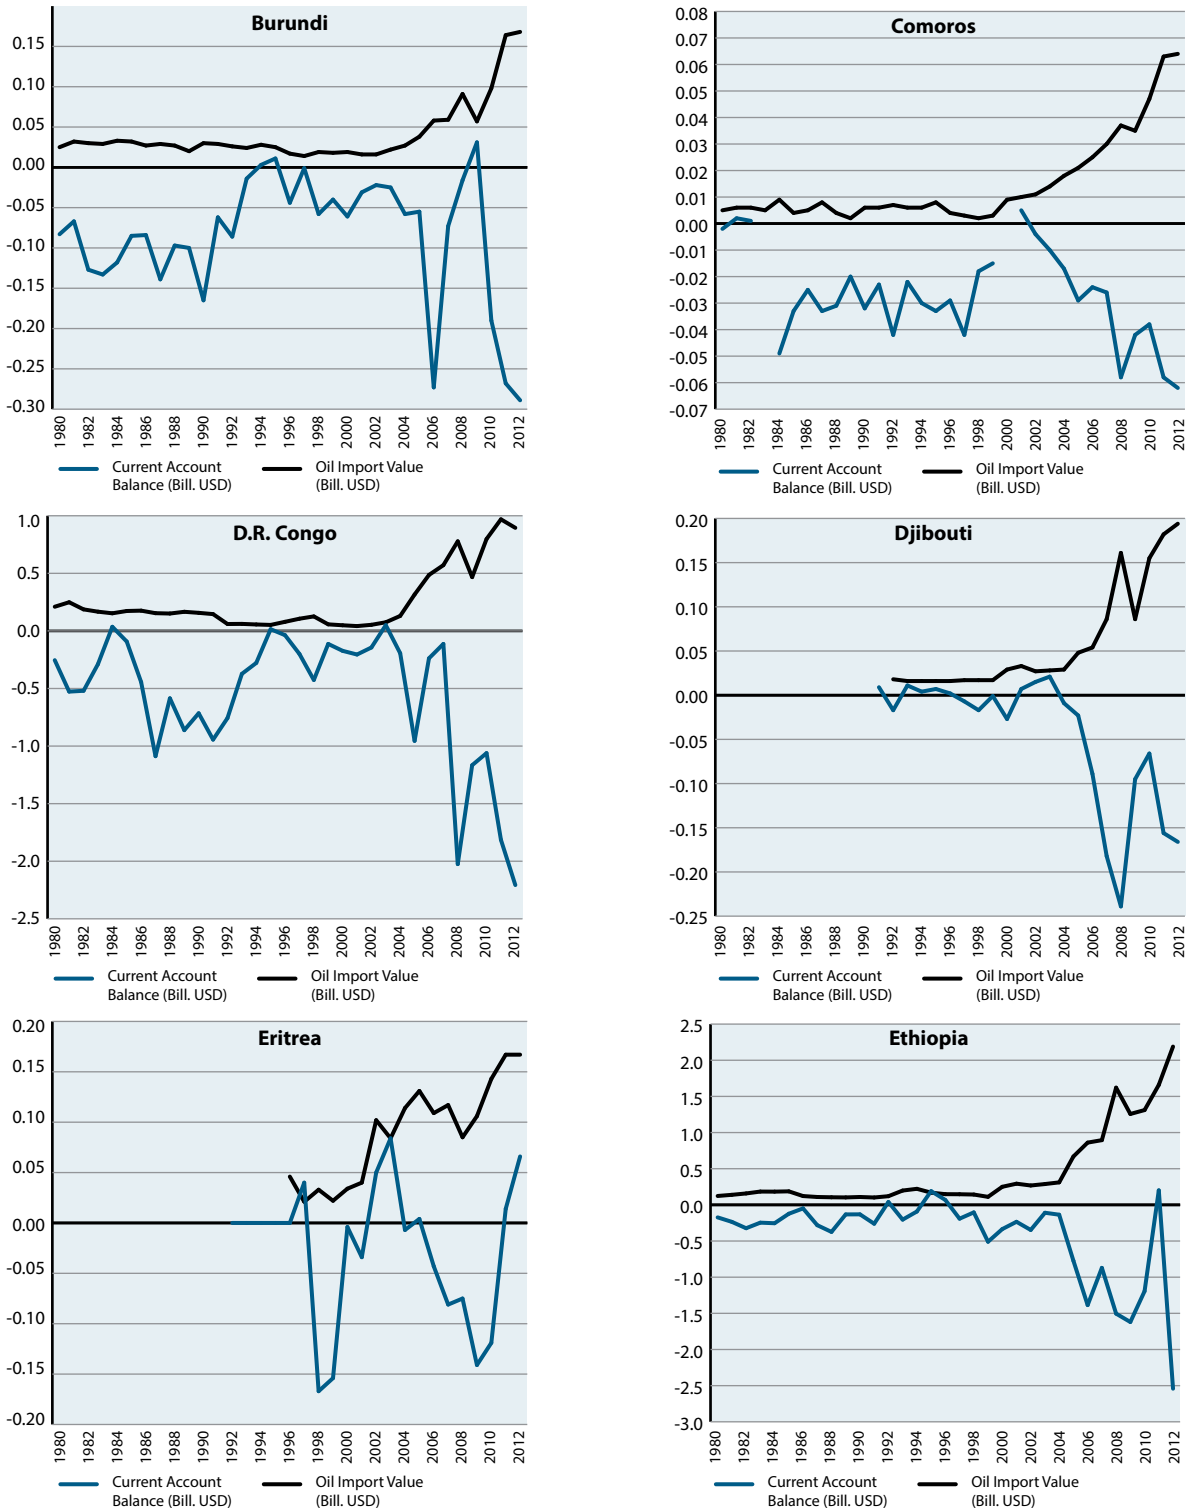 Burundi
0.15
0.10
0.05
0.00
-0.05
-0.10
-0.15
-0.20
-0.25
-0.30
1980 1982 1984 1986 1988 1990 1992 1994 1996 1998 2000 2002 2004 2006 2008 2010 2012
Current Account
Balance (Bill. USD)
Oil Import Value
(Bill. USD)
Comoros
0.08
0.07
0.06
0.05
0.04
0.03
0.02
0.01
0.00
-0.01
-0.02
-0.03
-0.04
-0.05
-0.06
-0.07
1980 1982 1984 1986 1988 1990 1992 1994 1996 1998 2000 2002 2004 2006 2008 2010 2012
Current Account
Balance (Bill. USD)
Oil Import Value
(Bill. USD)
D.R. Congo
1.0
0.5
0.0
-0.5
-1.0
-1.5
-2.0
-2.5
1980 1982 1984 1986 1988 1990 1992 1994 1996 1998 2000 2002 2004 2006 2008 2010 2012
Current Account
Balance (Bill. USD)
Oil Import Value
(Bill. USD)
Djibouti
0.20
0.15
0.10
0.05
0.00
-0.05
-0.10
-0.15
-0.20
-0.25
1980 1982 1984 1986 1988 1990 1992 1994 1996 1998 2000 2002 2004 2006 2008 2010 2012
Current Account
Balance (Bill. USD)
Oil Import Value
(Bill. USD)
Eritrea
0.20
0.15
0.10
0.05
0.00
-0.05
-0.10
-0.15
-0.20
1980 1982 1984 1986 1988 1990 1992 1994 1996 1998 2000 2002 2004 2006 2008 2010 2012
Current Account
Balance (Bill. USD)
Oil Import Value
(Bill. USD)
Ethiopia
2.5
2.0
1.5
1.0
0.5
0.0
-0.5
-1.0
-1.5
-2.0
-2.5
-3.0
1980 1982 1984 1986 1988 1990 1992 1994 1996 1998 2000 2002 2004 2006 2008 2010 2012
Current Account
Balance (Bill. USD)
Oil Import Value
(Bill. USD)